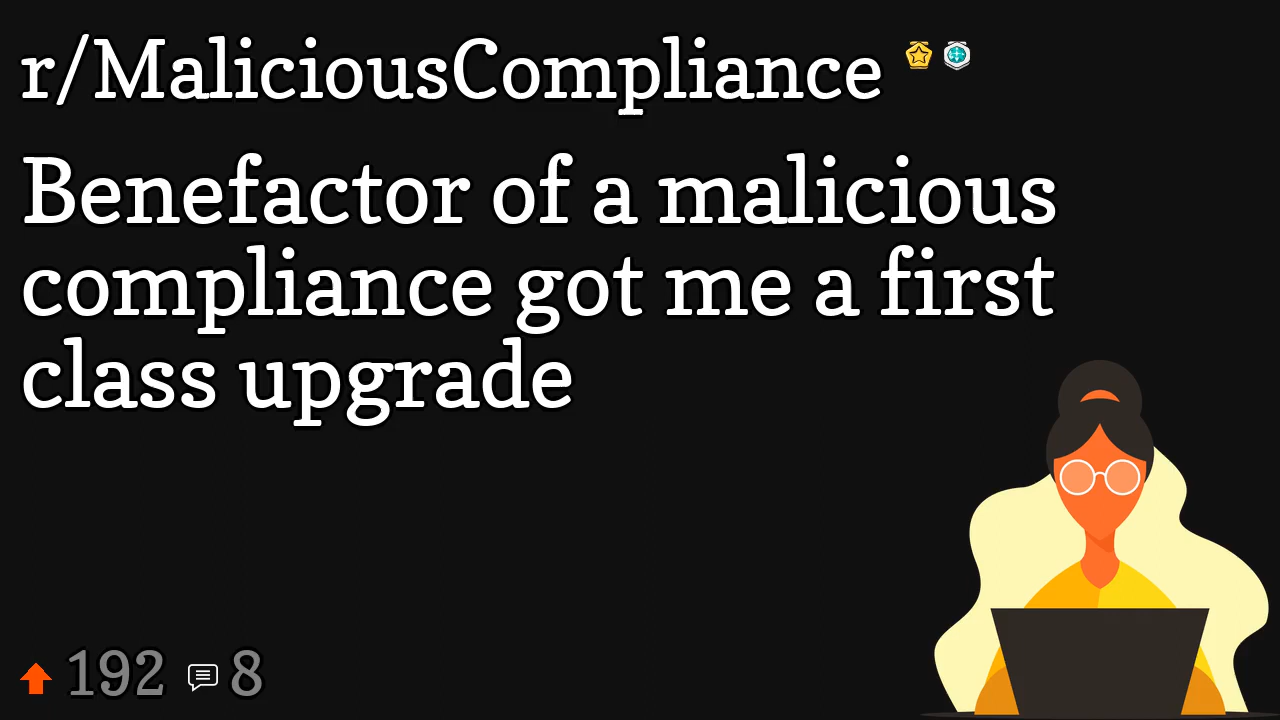 r/MaliciousCompliance
Benefactor of a malicious
compliance got me a first
class upgrade
192 8